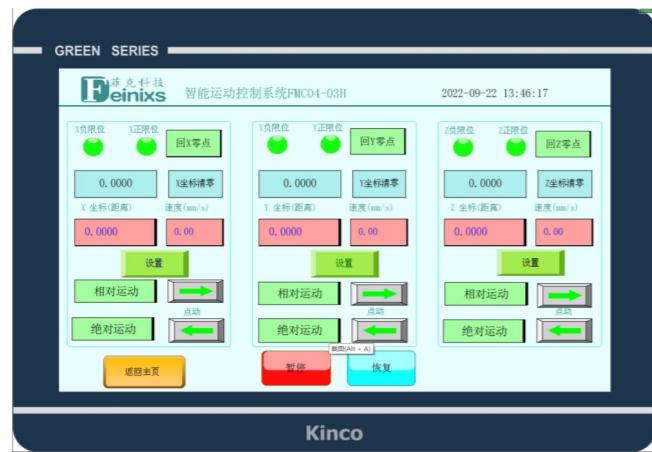 GREEN SERIES
菲克科技
Feinixs
智能运动控制系统FMC04-03H
2022-09-22 13:46:17
X负限位 X正限位
回X零点
0.0000
X坐标清零
X 坐标(距离) 速度(mm/s)
0.0000
0.00
设置
相对运动
点动
绝对运动
Y负限位 Y正限位
回Y零点
0.0000
Y坐标清零
Y 坐标(距离) 速度(mm/s)
0.0000
0.00
设置
相对运动
点动
绝对运动
Z负限位 Z正限位
回Z零点
0.0000
Z坐标清零
Z 坐标(距离) 速度(mm/s)
0.0000
0.00
设置
相对运动
点动
绝对运动
截图(Alt + A)
返回主页
暂停
恢复
Kinco